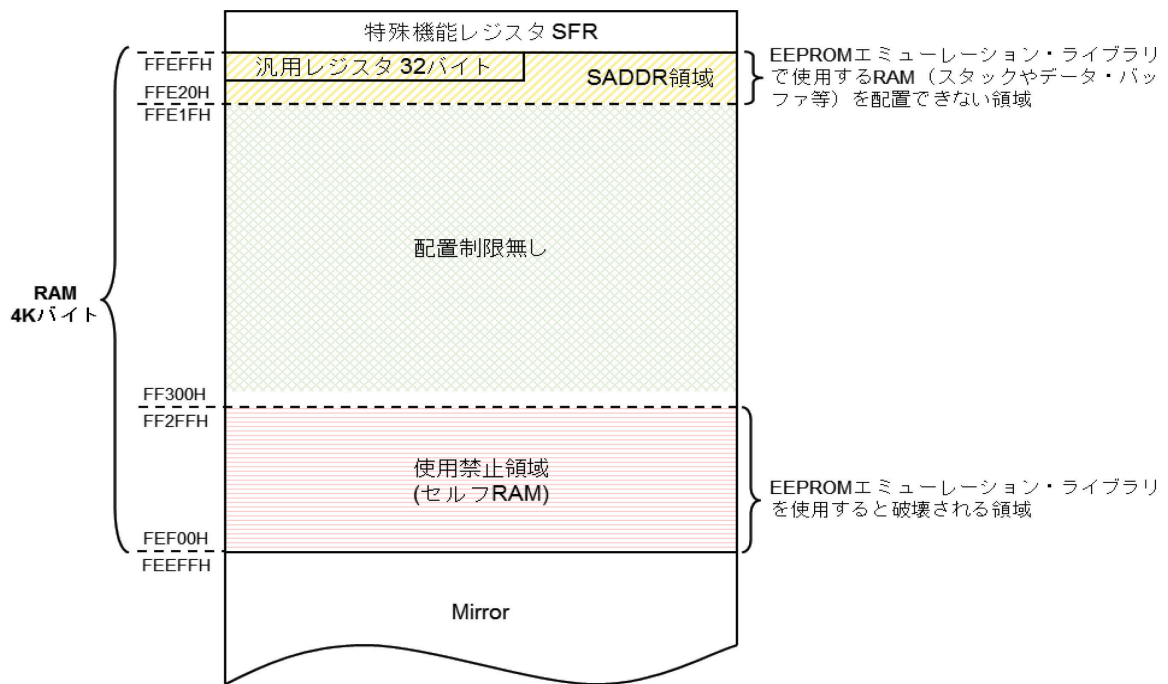 特殊機能レジスタ SFR
FFEFFH
汎用レジスタ 32バイト
SADDR領域
EEPROMエミューレーション・ライブラリ
で使用するRAM（スタックやデータ・バッ
ファ等）を配置できない領域
FFE20H
FFE1FH
配置制限無し
RAM
4Kバイト
FF300H
FF2FFH
使用禁止領域
(セルフRAM)
EEPROMエミューレーション・ライブラリ
を使用すると破壊される領域
FEF00H
FEEFFH
Mirror